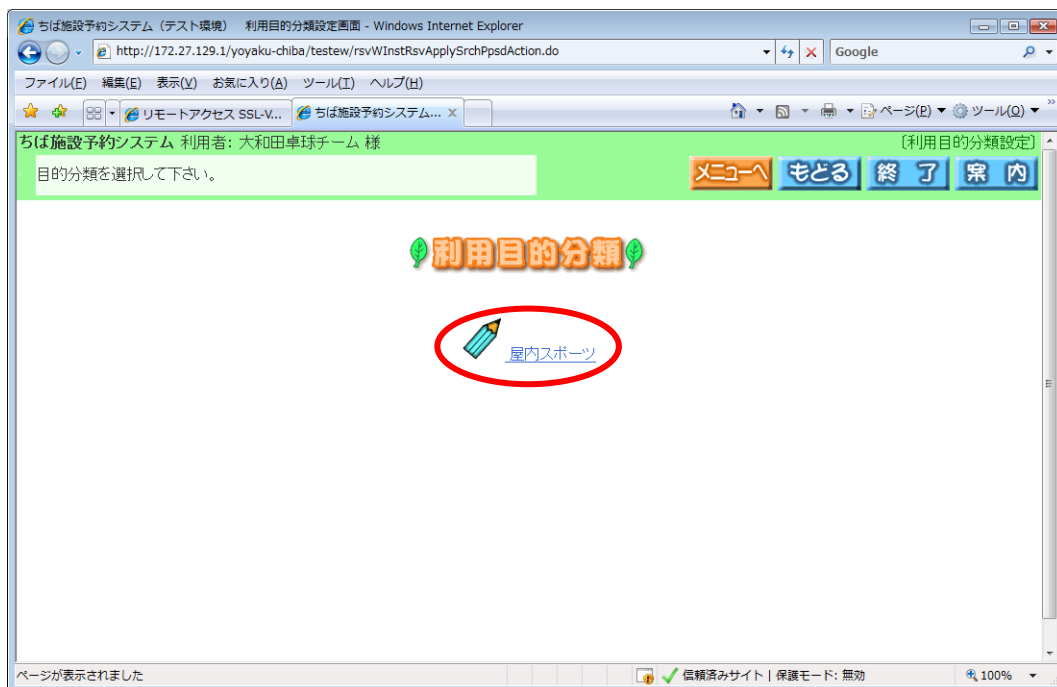 ちば施設予約システム（テスト環境） 利用目的分類設定画面 - Windows Internet Explorer
http://172.27.129.1/yoyaku-chiba/testew/rsvWInstRsvApplySrchPpsdAction.do
Google
ファイル(F) 編集(E) 表示(V) お気に入り(A) ツール(T) ヘルプ(H)
リモートアクセス SSL-V... ちば施設予約システム... X ページ(P) ツール(O) »
ちば施設予約システム 利用者: 大和田卓球チーム 様 [利用目的分類設定]
目的分類を選択して下さい。 メニューへ もどる 終了 案内
利用目的分類
屋内スポーツ
ページが表示されました 信頼済みサイト | 保護モード: 無効 100%